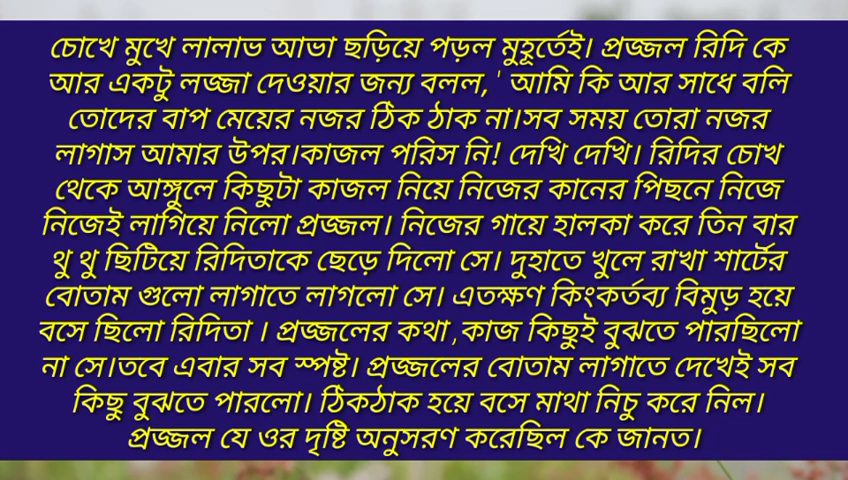 চোখে মুখে লালাভ আভা ছড়িয়ে পড়ল মুহূর্তেই। প্রজ্জল রিদি কে
আর একটু লজ্জা দেওয়ার জন্য বলল, ' আমি কি আর সাধে বলি
তোদের বাপ মেয়ের নজর ঠিক ঠাক না।সব সময় তোরা নজর
লাগাস আমার উপর।কাজল পরিস নি! দেখি দেখি। রিদির চোখ
থেকে আঙ্গুলে কিছুটা কাজল নিয়ে নিজের কানের পিছনে নিজে
নিজেই লাগিয়ে নিলো প্রজ্জল। নিজের গায়ে হালকা করে তিন বার
থু থু ছিটিয়ে রিদিতাকে ছেড়ে দিলো সে। দুহাতে খুলে রাখা শার্টের
বোতাম গুলো লাগাতে লাগলো সে। এতক্ষণ কিংকর্তব্য বিমুড় হয়ে
বসে ছিলো রিদিতা । প্রজ্জলের কথা,কাজ কিছুই বুঝতে পারছিলো
না সে।তবে এবার সব স্পষ্ট। প্রজ্জলের বোতাম লাগাতে দেখেই সব
কিছু বুঝতে পারলো। ঠিকঠাক হয়ে বসে মাথা নিচু করে নিল।
প্রজ্জল যে ওর দৃষ্টি অনুসরণ করেছিল কে জানত।